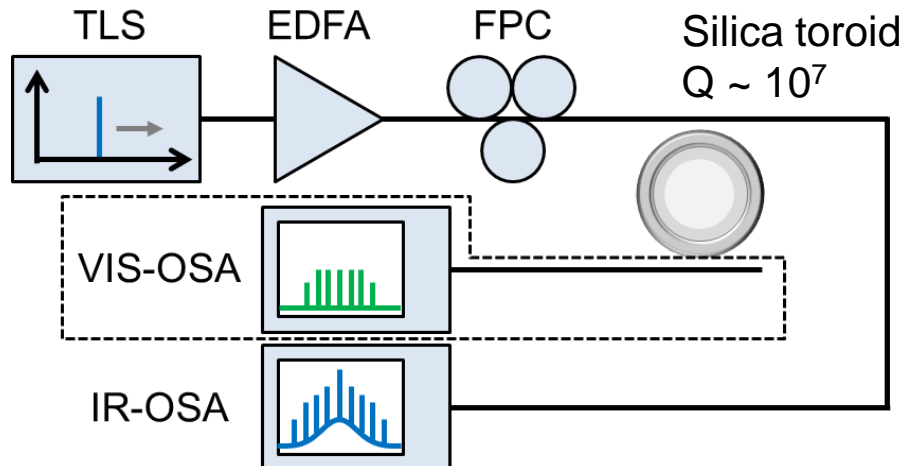 TLS
EDFA
FPC
Silica toroid
Q ~ 10⁷
VIS-OSA
IR-OSA